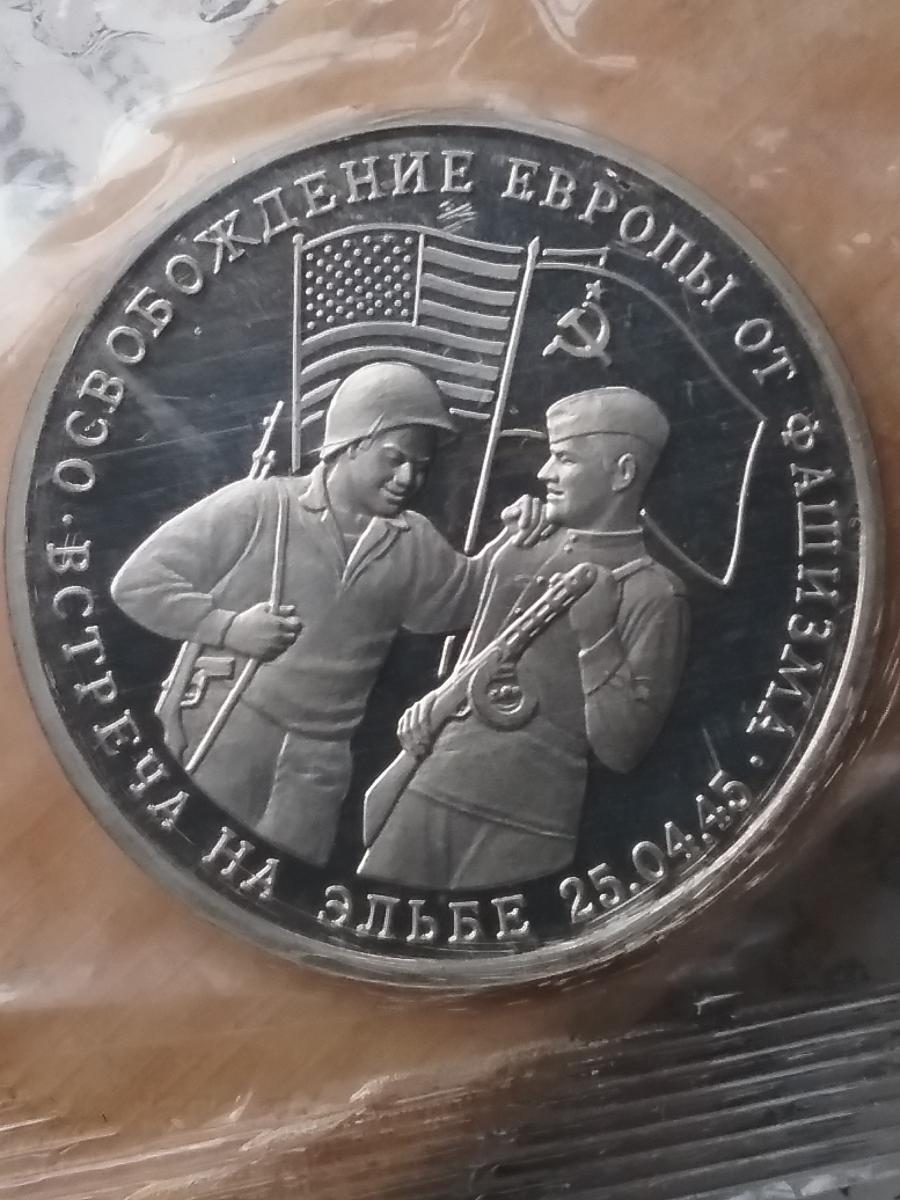 ОСВОБОЖДЕНИЕ ЕВРОПЫ ОТ ФАШИЗМА
· ВСТРЕЧА НА ЭЛЬБЕ 25.04.45 ·